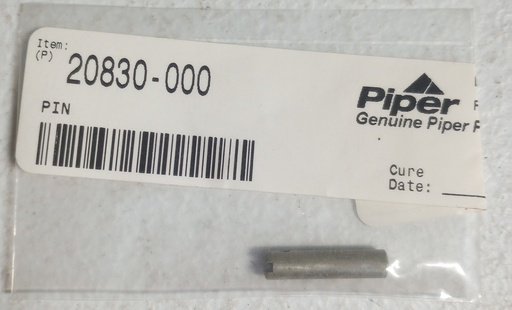 Item:
(P) 20830-000
PIN
Piper
Genuine Piper
Cure
Date: